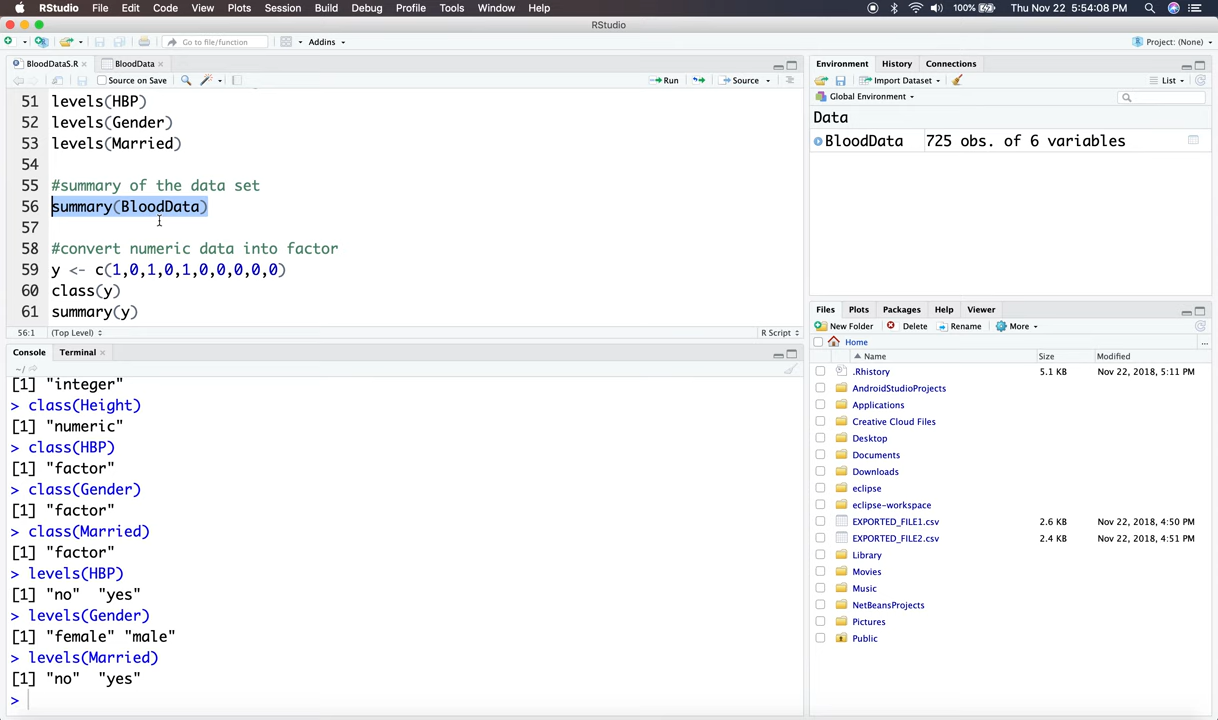 RStudio File Edit Code View Plots Session Build Debug Profile Tools Window Help 100% Thu Nov 22 5:54:08 PM
RStudio
Go to file/function Addins Project: (None)
BloodDataS.R BloodData
Source on Save Run Source
51 levels(HBP)
52 levels(Gender)
53 levels(Married)
54
55 #summary of the data set
56 summary(BloodData)
57
58 #convert numeric data into factor
59 y <- c(1,0,1,0,1,0,0,0,0,0)
60 class(y)
61 summary(y)
56:1 (Top Level) R Script
Console Terminal
~/
[1] "integer"
> class(Height)
[1] "numeric"
> class(HBP)
[1] "factor"
> class(Gender)
[1] "factor"
> class(Married)
[1] "factor"
> levels(HBP)
[1] "no" "yes"
> levels(Gender)
[1] "female" "male"
> levels(Married)
[1] "no" "yes"
>
Environment History Connections
Import Dataset List
Global Environment
Data
BloodData 725 obs. of 6 variables
Files Plots Packages Help Viewer
New Folder Delete Rename More
Home ...
Name Size Modified
.Rhistory 5.1 KB Nov 22, 2018, 5:11 PM
AndroidStudioProjects
Applications
Creative Cloud Files
Desktop
Documents
Downloads
eclipse
eclipse-workspace
EXPORTED_FILE1.csv 2.6 KB Nov 22, 2018, 4:50 PM
EXPORTED_FILE2.csv 2.4 KB Nov 22, 2018, 4:51 PM
Library
Movies
Music
NetBeansProjects
Pictures
Public